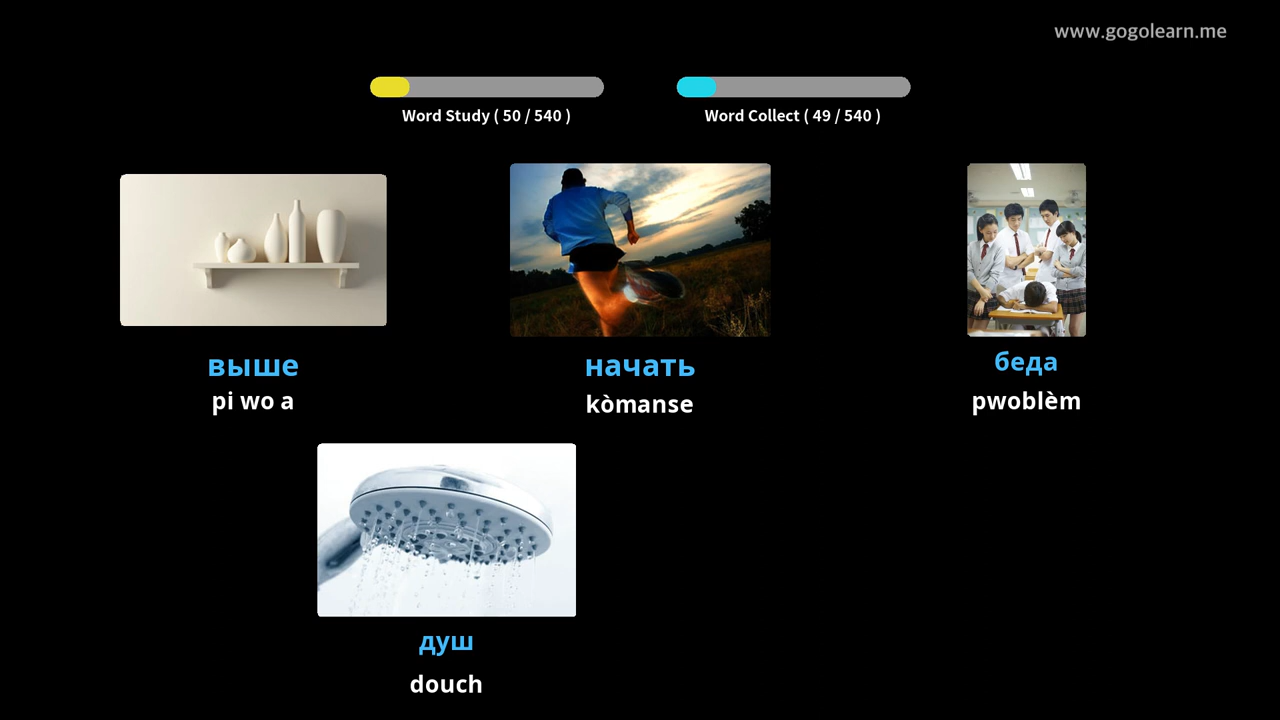 www.gogolearn.me
Word Study ( 50 / 540 )
Word Collect ( 49 / 540 )
выше
pi wo a
начать
kòmanse
беда
pwoblèm
душ
douch